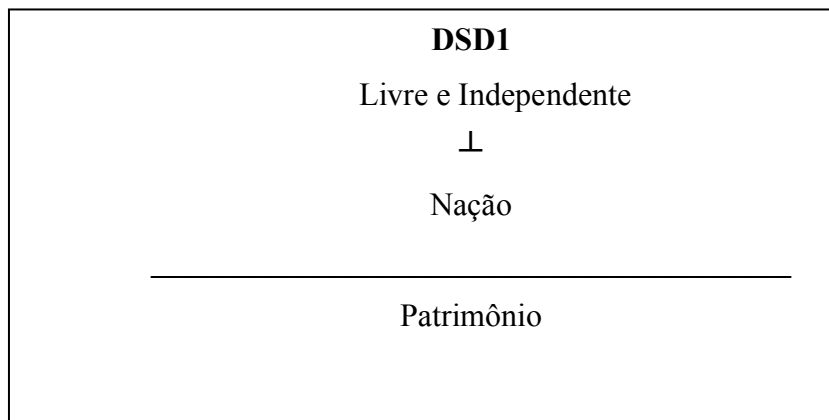 DSD1
Livre e Independente
⊥
Nação
Patrimônio